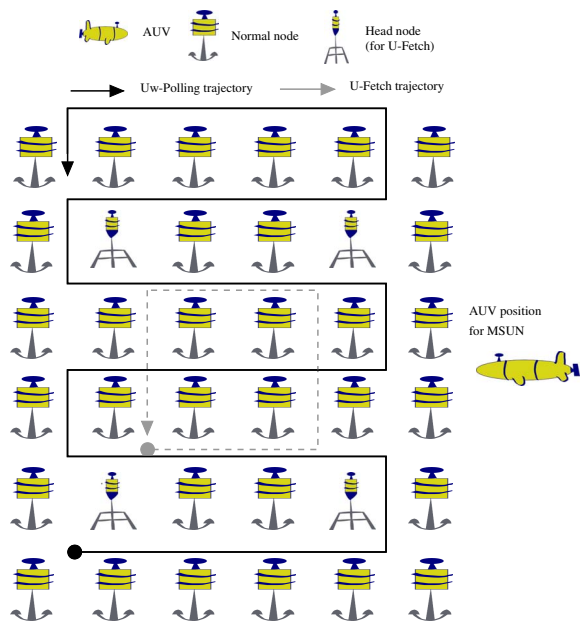 AUV
Normal node
Head node
(for U-Fetch)
Uw-Polling trajectory
U-Fetch trajectory
AUV position
for MSUN